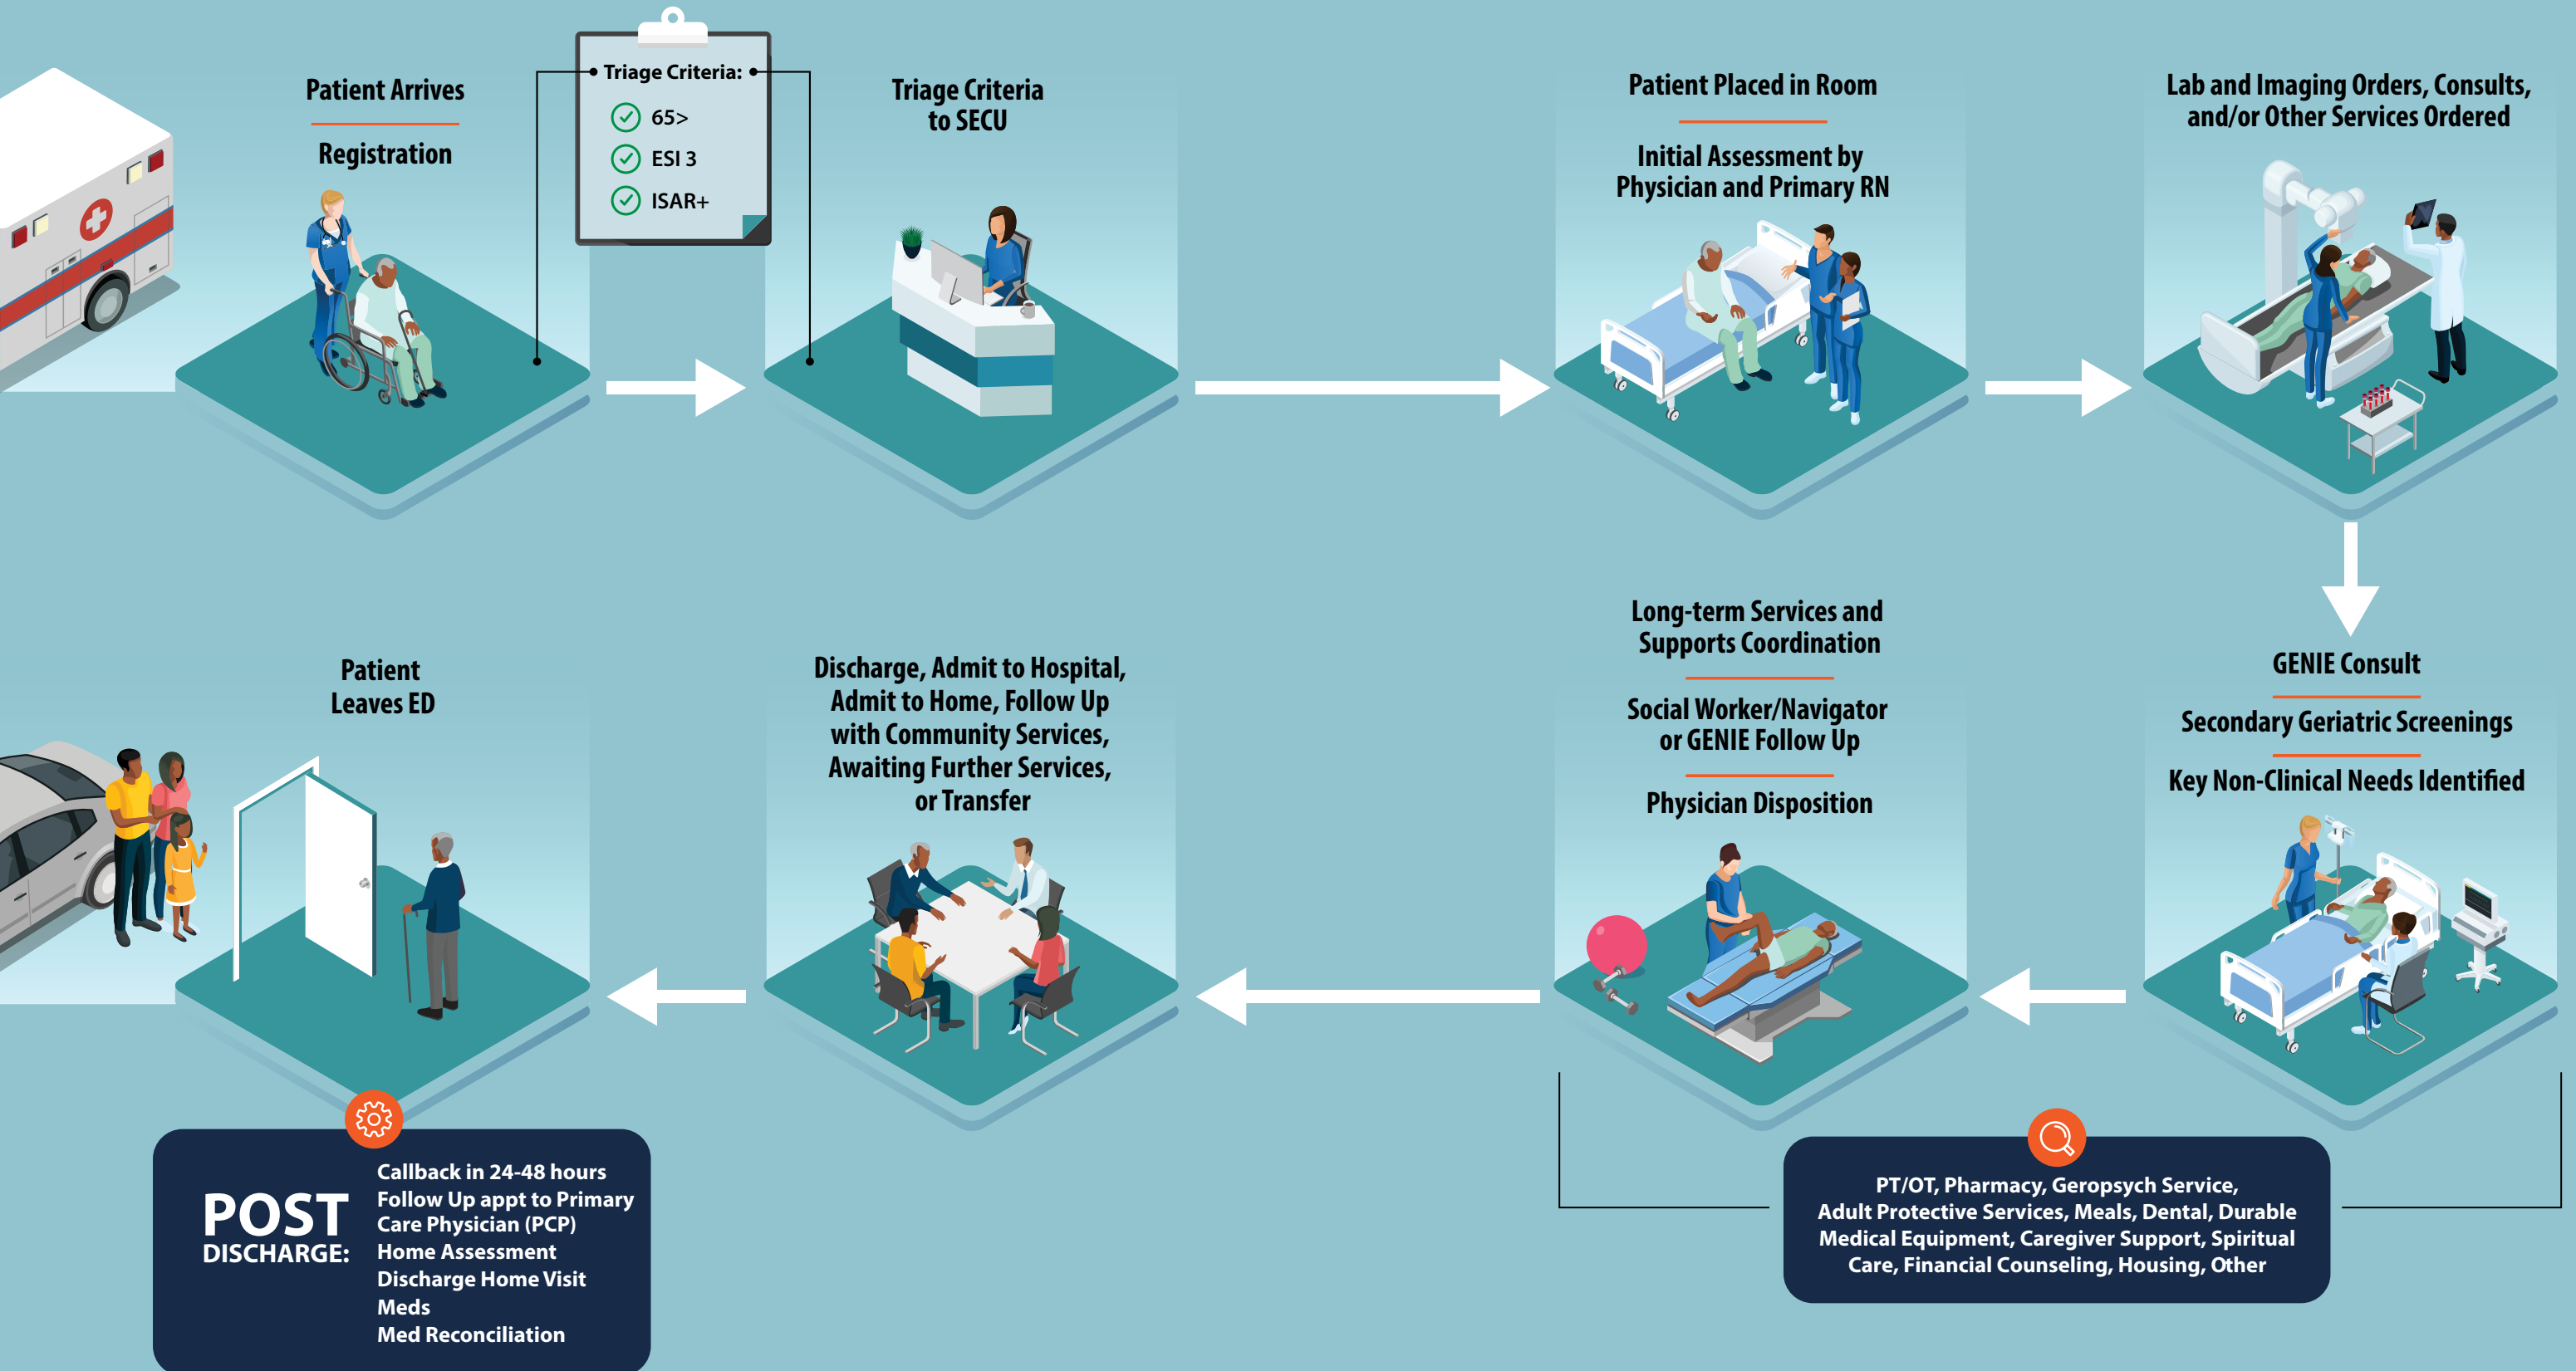 Patient Arrives
Registration
Triage Criteria:
65>
ESI 3
ISAR+
Triage Criteria
to SECU
Patient Placed in Room
Initial Assessment by
Physician and Primary RN
Lab and Imaging Orders, Consults,
and/or Other Services Ordered
GENIE Consult
Secondary Geriatric Screenings
Key Non-Clinical Needs Identified
Long-term Services and
Supports Coordination
Social Worker/Navigator
or GENIE Follow Up
Physician Disposition
PT/OT, Pharmacy, Geropsych Service,
Adult Protective Services, Meals, Dental, Durable
Medical Equipment, Caregiver Support, Spiritual
Care, Financial Counseling, Housing, Other
Discharge, Admit to Hospital,
Admit to Home, Follow Up
with Community Services,
Awaiting Further Services,
or Transfer
Patient
Leaves ED
POST
DISCHARGE:
Callback in 24-48 hours
Follow Up appt to Primary
Care Physician (PCP)
Home Assessment
Discharge Home Visit
Meds
Med Reconciliation